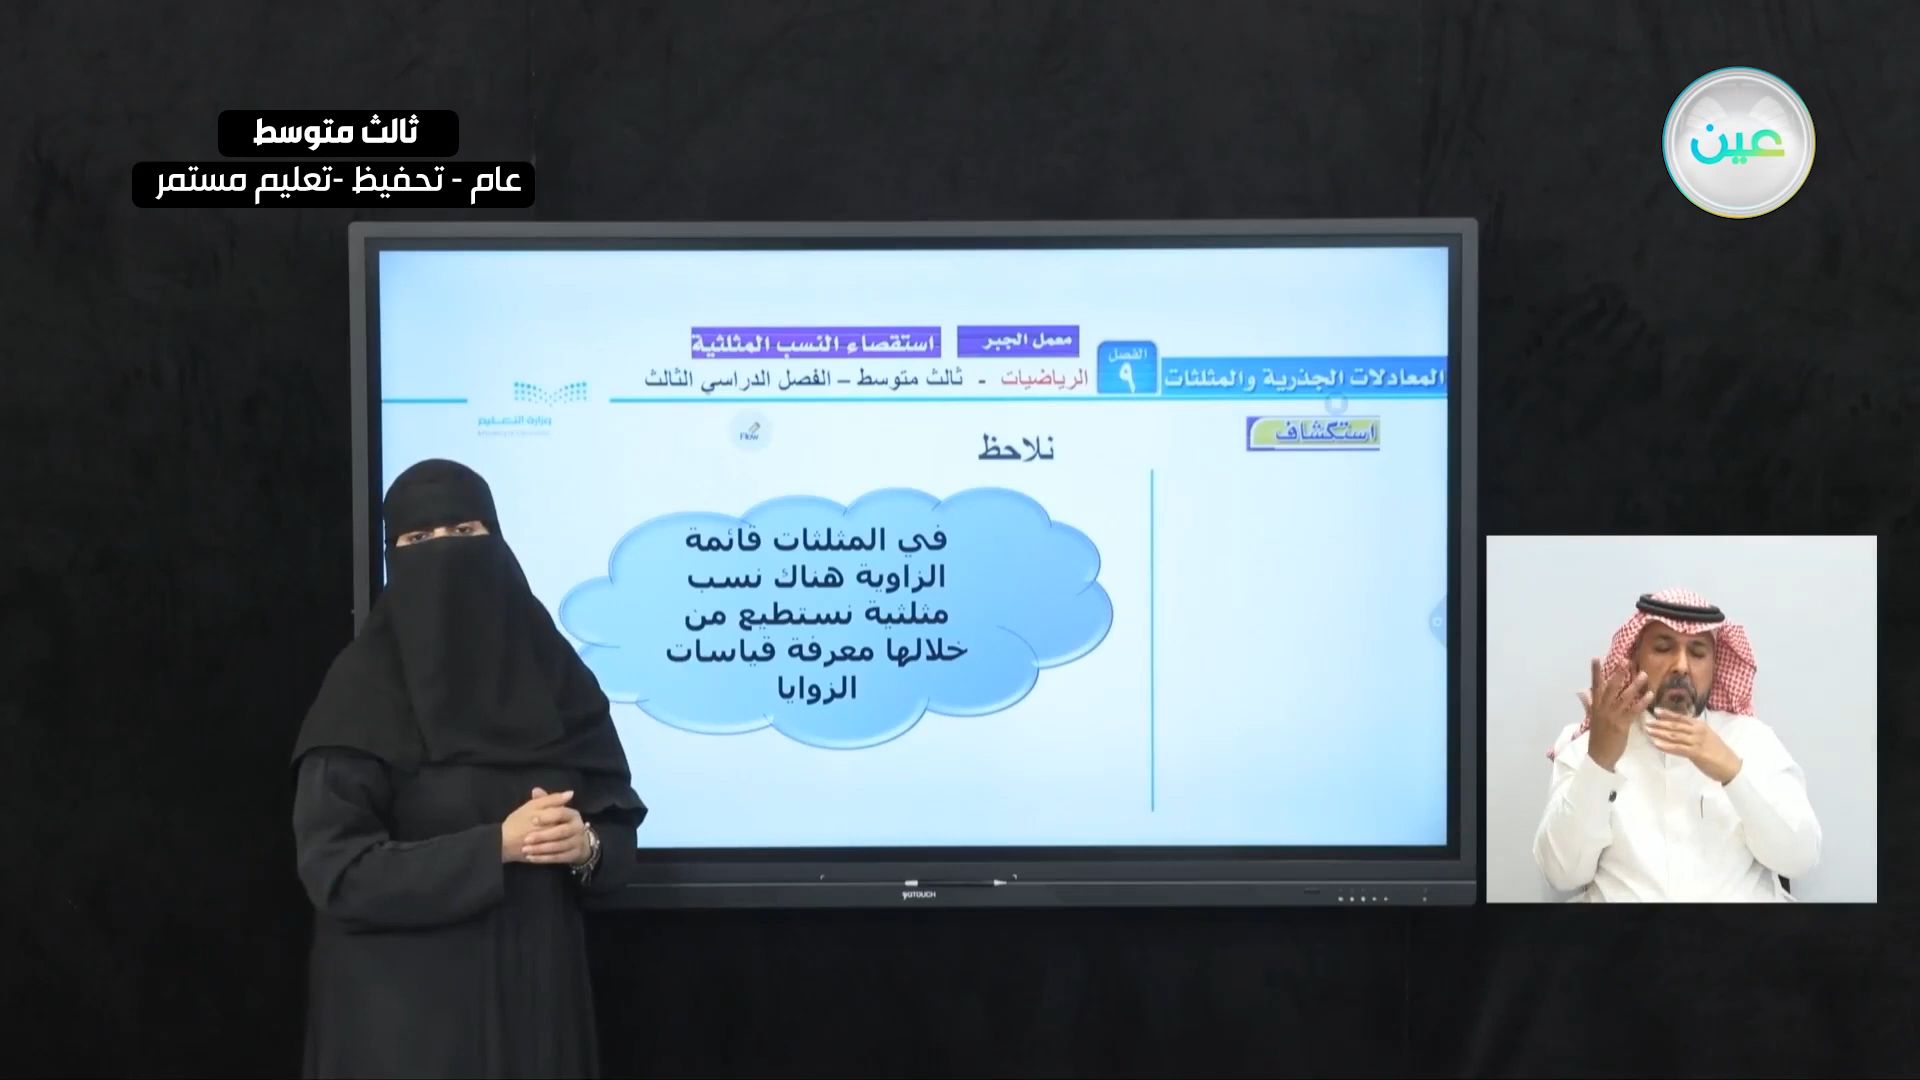 ثالث متوسط
عام - تحفيظ -تعليم مستمر
عين
معمل الجبر
استقصاء النسب المثلثية
الفصل
٩
المعادلات الجذرية والمثلثات
الرياضيات - ثالث متوسط – الفصل الدراسي الثالث
وزارة التعليم
استكشاف
Flow
نلاحظ
في المثلثات قائمة
الزاوية هناك نسب
مثلثية نستطيع من
خلالها معرفة قياسات
الزوايا